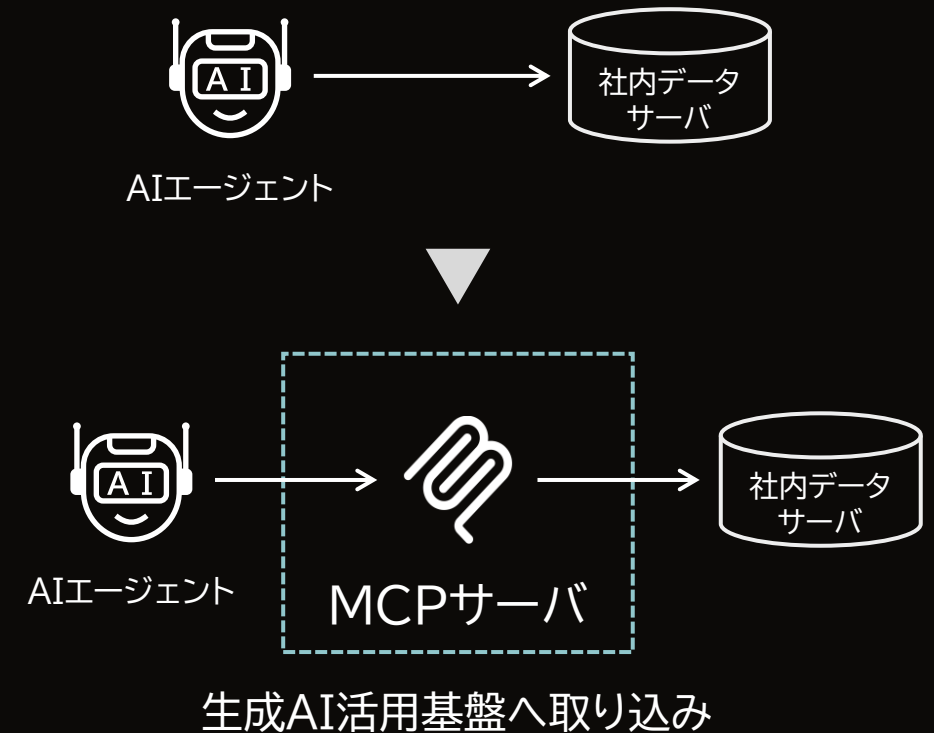 AI
社内データ
サーバ
AIエージェント
AI
社内データ
サーバ
AIエージェント
MCPサーバ
生成AI活用基盤へ取り込み